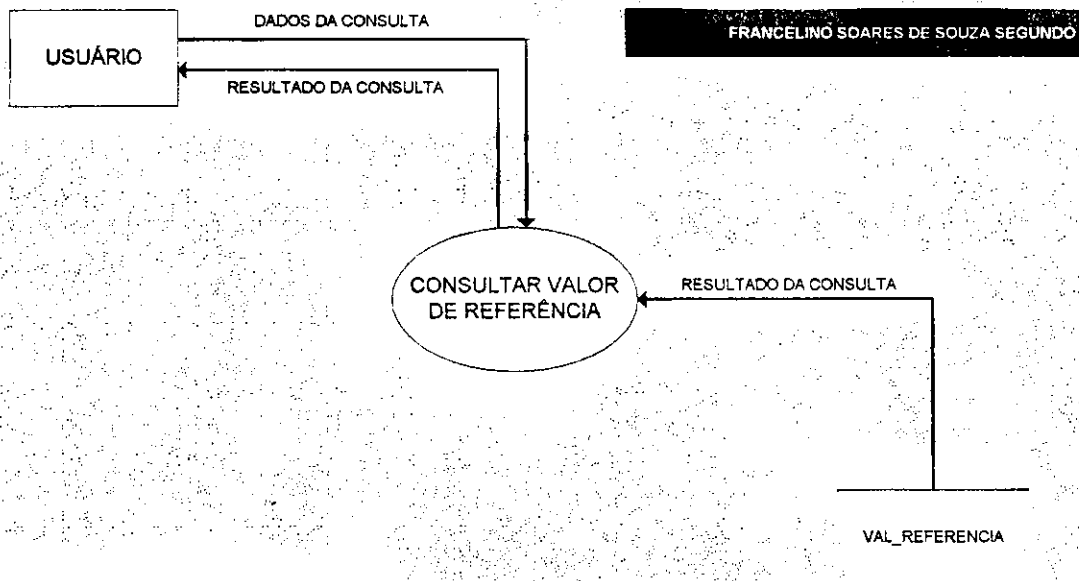 DADOS DA CONSULTA
FRANCELINO SOARES DE SOUZA SEGUNDO
USUÁRIO
RESULTADO DA CONSULTA
CONSULTAR VALOR
DE REFERÊNCIA
RESULTADO DA CONSULTA
VAL_REFERENCIA